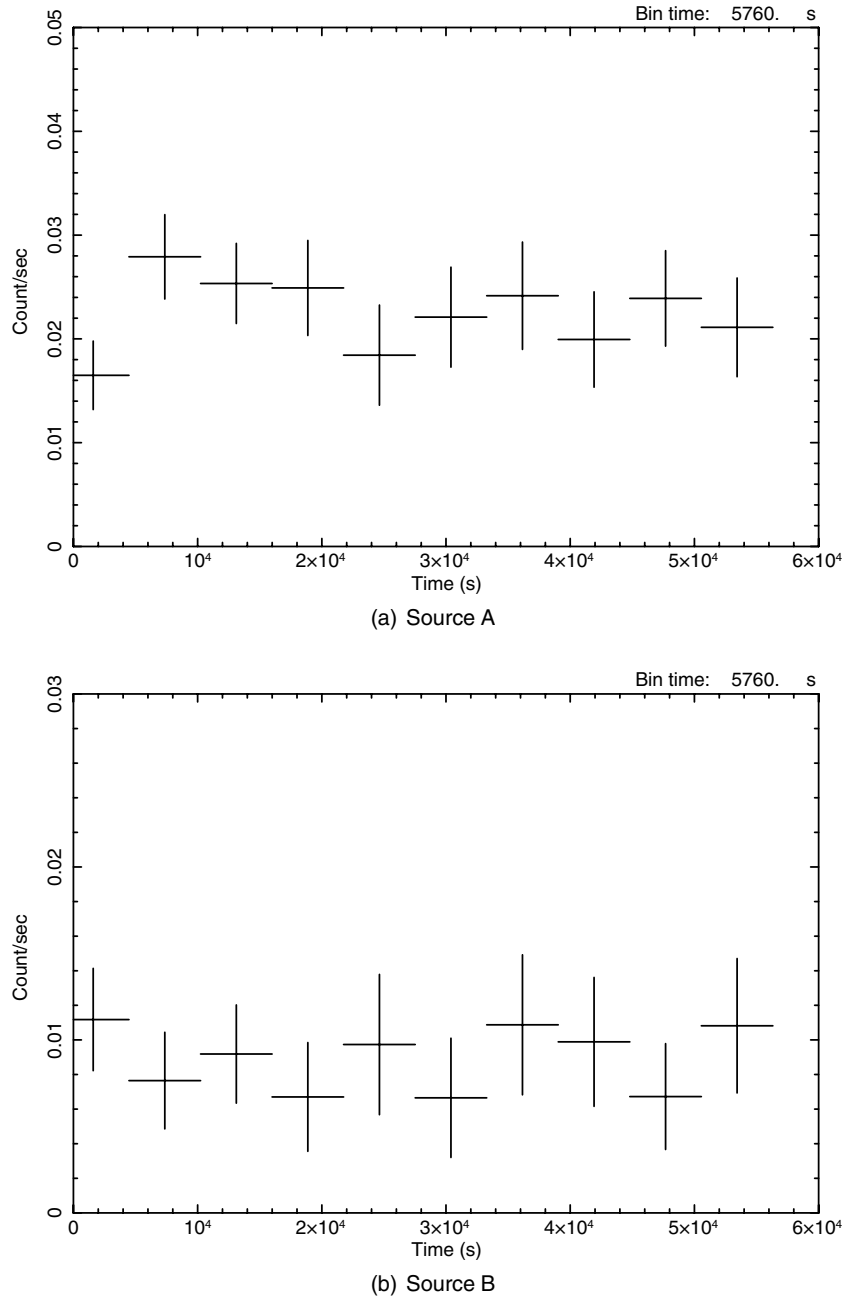 Bin time: 5760. s
0.05
0.04
0.03
0.02
0.01
0
Count/sec
0 10⁴ 2×10⁴ 3×10⁴ 4×10⁴ 5×10⁴ 6×10⁴
Time (s)
(a) Source A
Bin time: 5760. s
0.03
0.02
0.01
0
Count/sec
0 10⁴ 2×10⁴ 3×10⁴ 4×10⁴ 5×10⁴ 6×10⁴
Time (s)
(b) Source B